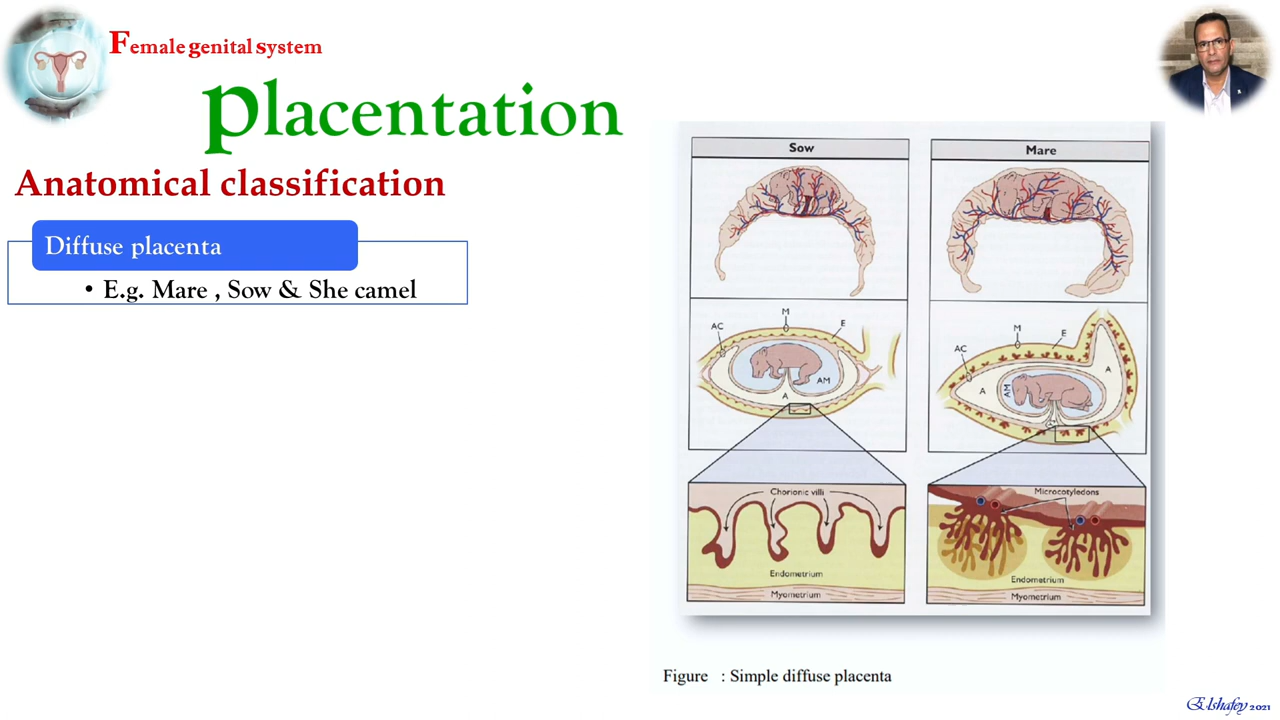 Female genital system
placentation
Anatomical classification
Diffuse placenta
• E.g. Mare , Sow & She camel
Sow
Mare
M
AC
E
AM
A
M
E
AC
A
A
AM
Chorionic villi
Endometrium
Myometrium
Microcotyledons
Endometrium
Myometrium
Figure : Simple diffuse placenta
Elshafey 2021